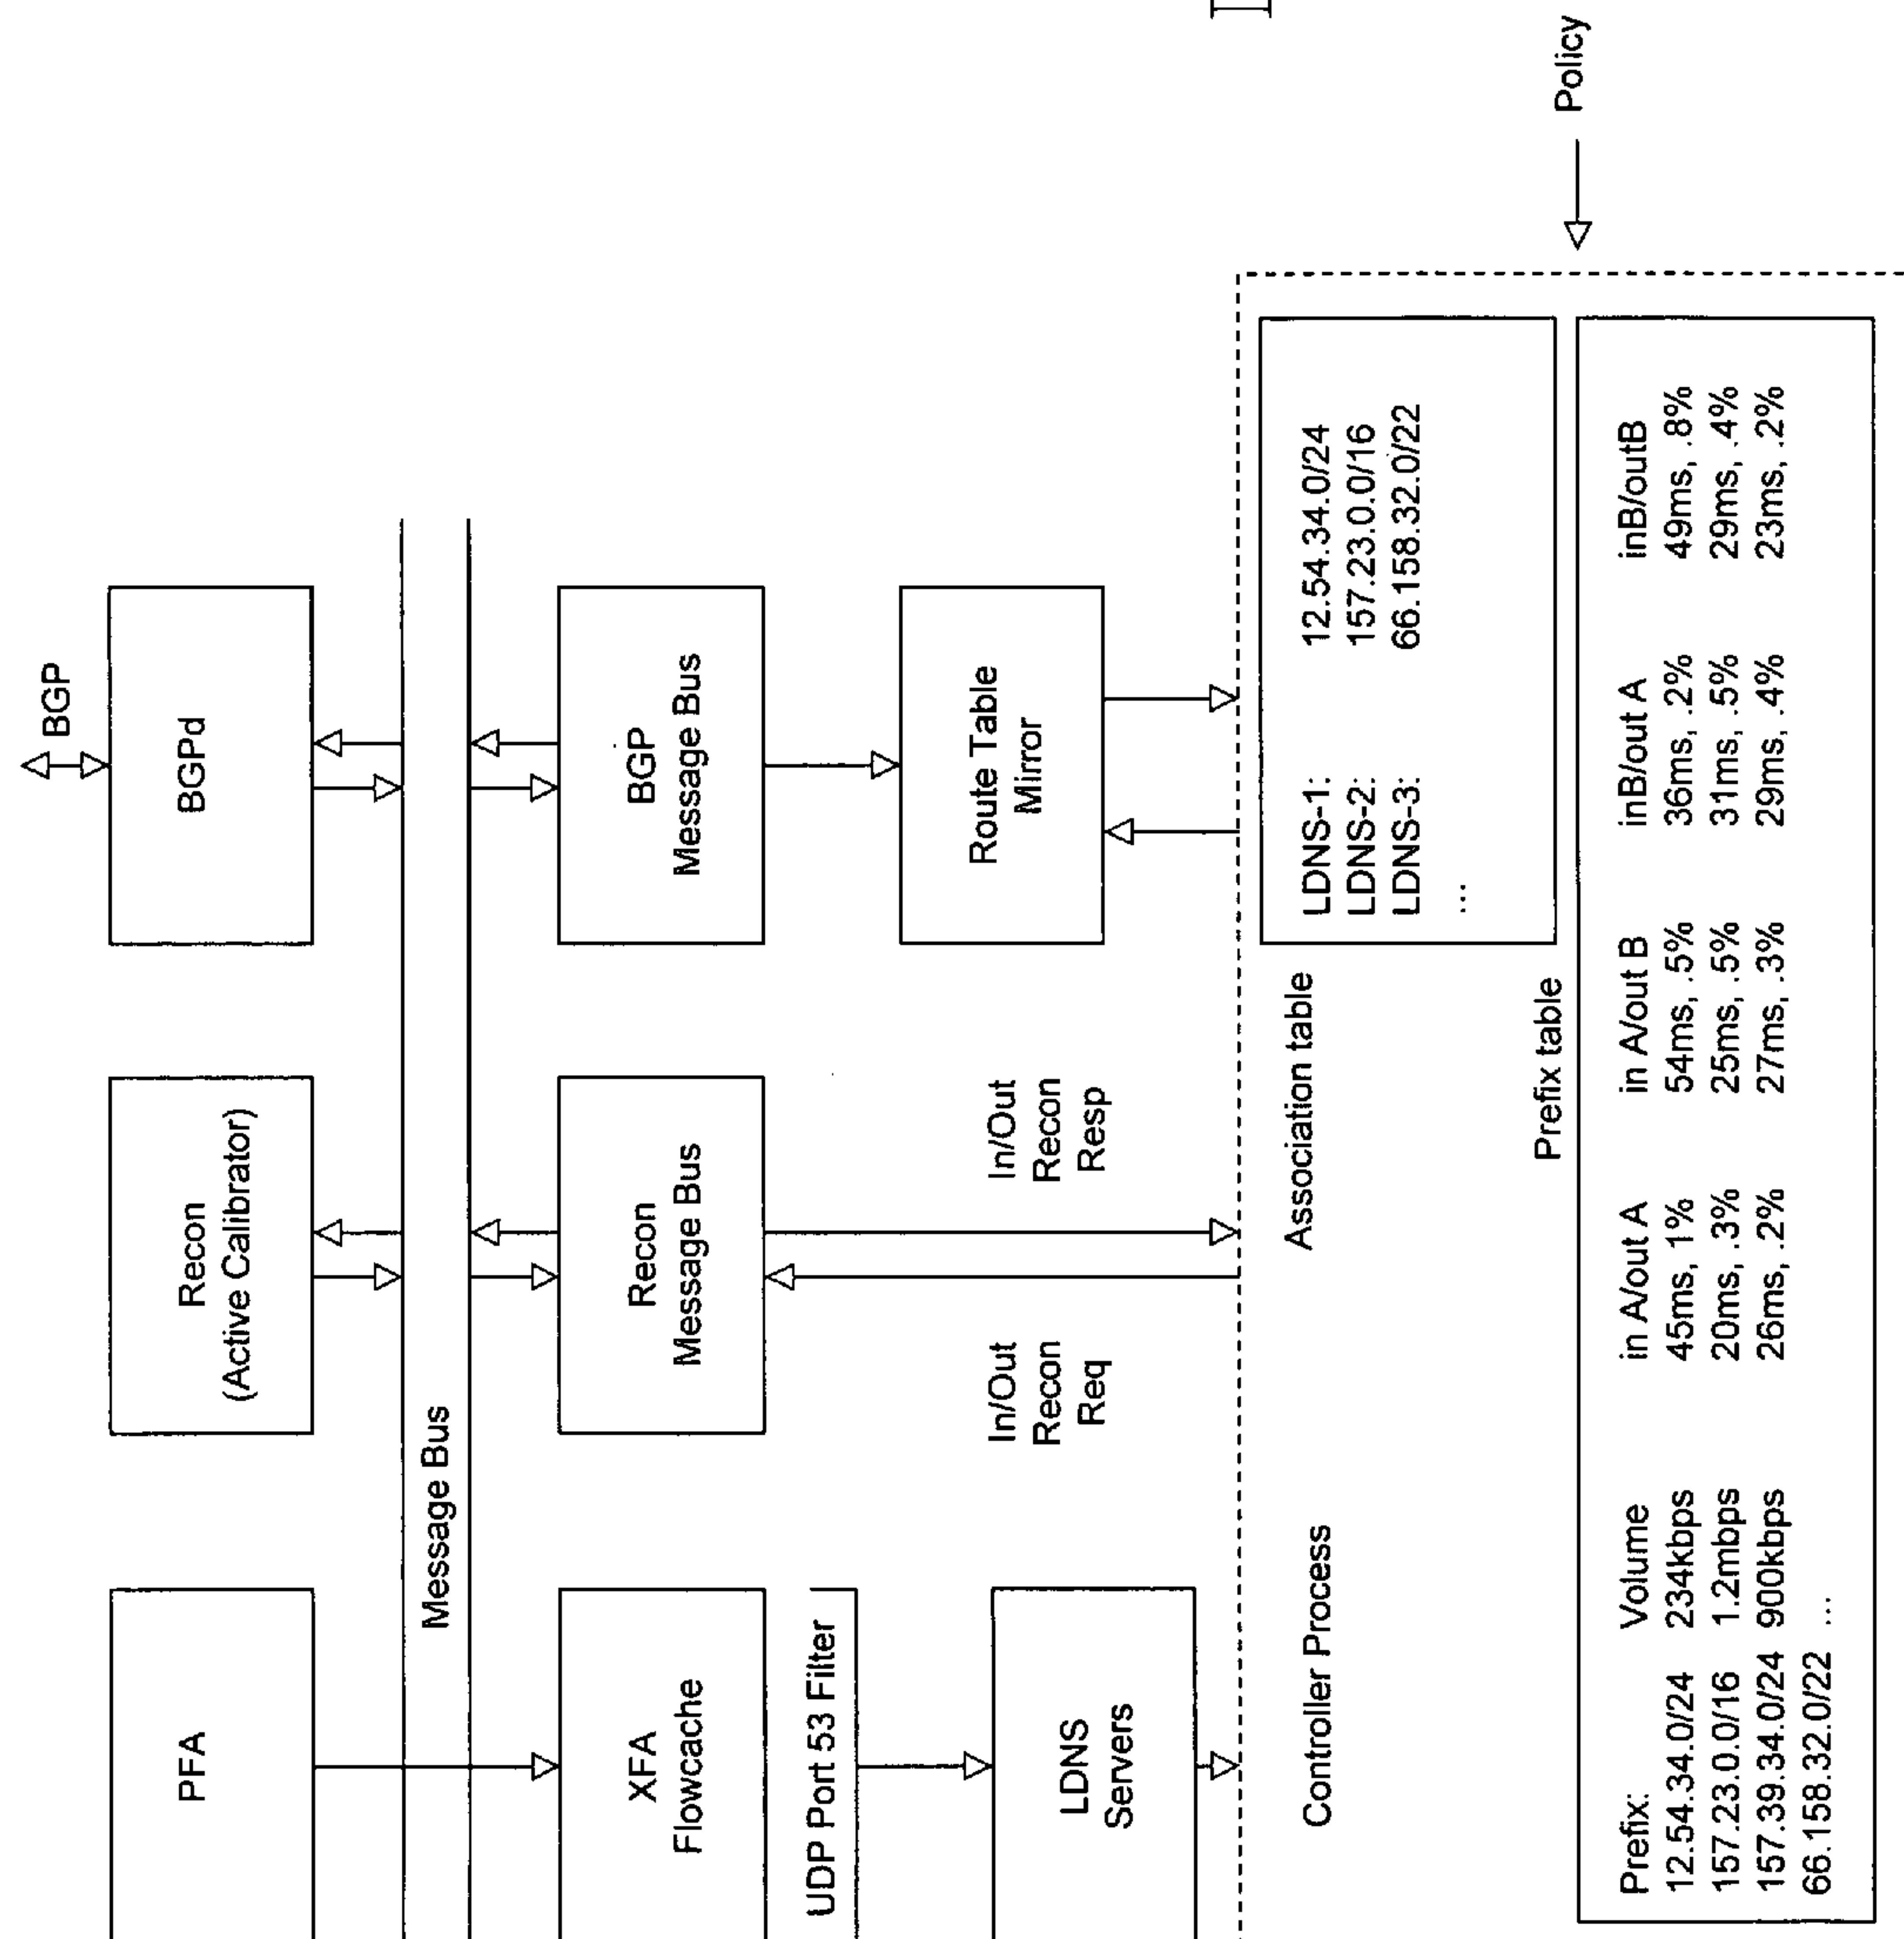 BGP
PFA
Recon
(Active Calibrator)
BGPd
Message Bus
XFA
Flowcache
Recon
Message Bus
BGP
Message Bus
UDP Port 53 Filter
LDNS
Servers
In/Out
Recon
Req
In/Out
Recon
Resp
Route Table
Mirror
Controller Process
Association table
LDNS-1: 12.54.34.0/24
LDNS-2: 157.23.0.0/16
LDNS-3: 66.158.32.0/22
...
Policy
Prefix table
Prefix: Volume in A/out A in A/out B inB/out A inB/outB
12.54.34.0/24 234kbps 45ms, 1% 54ms, .5% 36ms, .2% 49ms, .8%
157.23.0.0/16 1.2mbps 20ms, .3% 25ms, .5% 31ms, .5% 29ms, .4%
157.39.34.0/24 900kbps 26ms, .2% 27ms, .3% 29ms, .4% 23ms, .2%
66.158.32.0/22 ...